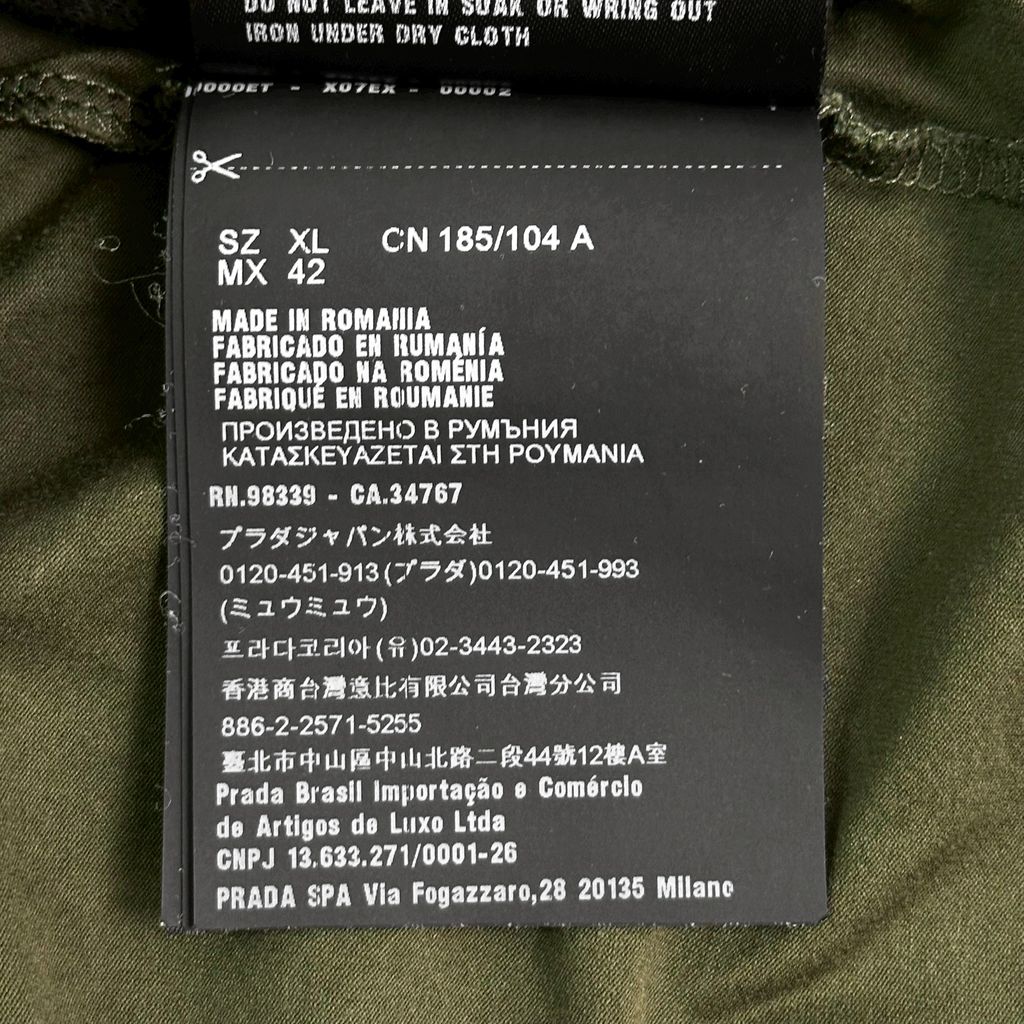 DO NOT LEAVE IN SOAK OR WRING OUT
IRON UNDER DRY CLOTH
X07EX - 00002
SZ XL CN 185/104 A
MX 42
MADE IN ROMANIA
FABRICADO EN RUMANÍA
FABRICADO NA ROMÉNIA
FABRIQUÉ EN ROUMANIE
ПРОИЗВЕДЕНО В РУМЪНИЯ
ΚΑΤΑΣΚΕΥΑΖΕΤΑΙ ΣΤΗ ΡΟΥΜΑΝΙΑ
RN.98339 - CA.34767
プラダジャパン株式会社
0120-451-913(プラダ)0120-451-993
(ミュウミュウ)
프라다코리아(유)02-3443-2323
香港商台灣意比有限公司台灣分公司
886-2-2571-5255
臺北市中山區中山北路二段44號12樓A室
Prada Brasil Importação e Comércio
de Artigos de Luxo Ltda
CNPJ 13.633.271/0001-26
PRADA SPA Via Fogazzaro,28 20135 Milano